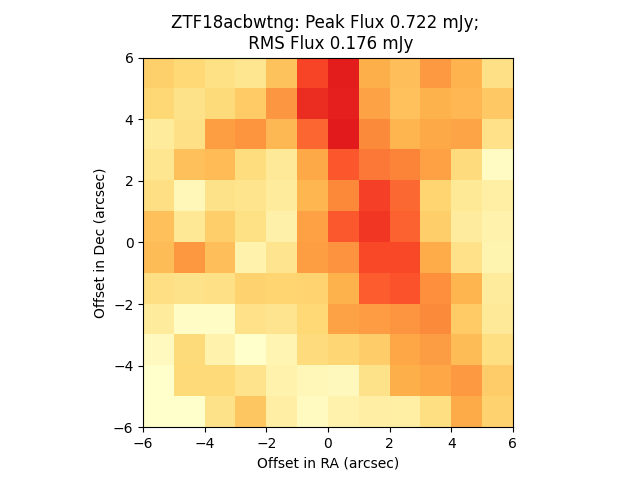 ZTF18acbwtng: Peak Flux 0.722 mJy;
RMS Flux 0.176 mJy
6
4
2
0
−2
−4
−6
Offset in Dec (arcsec)
−6 −4 −2 0 2 4 6
Offset in RA (arcsec)